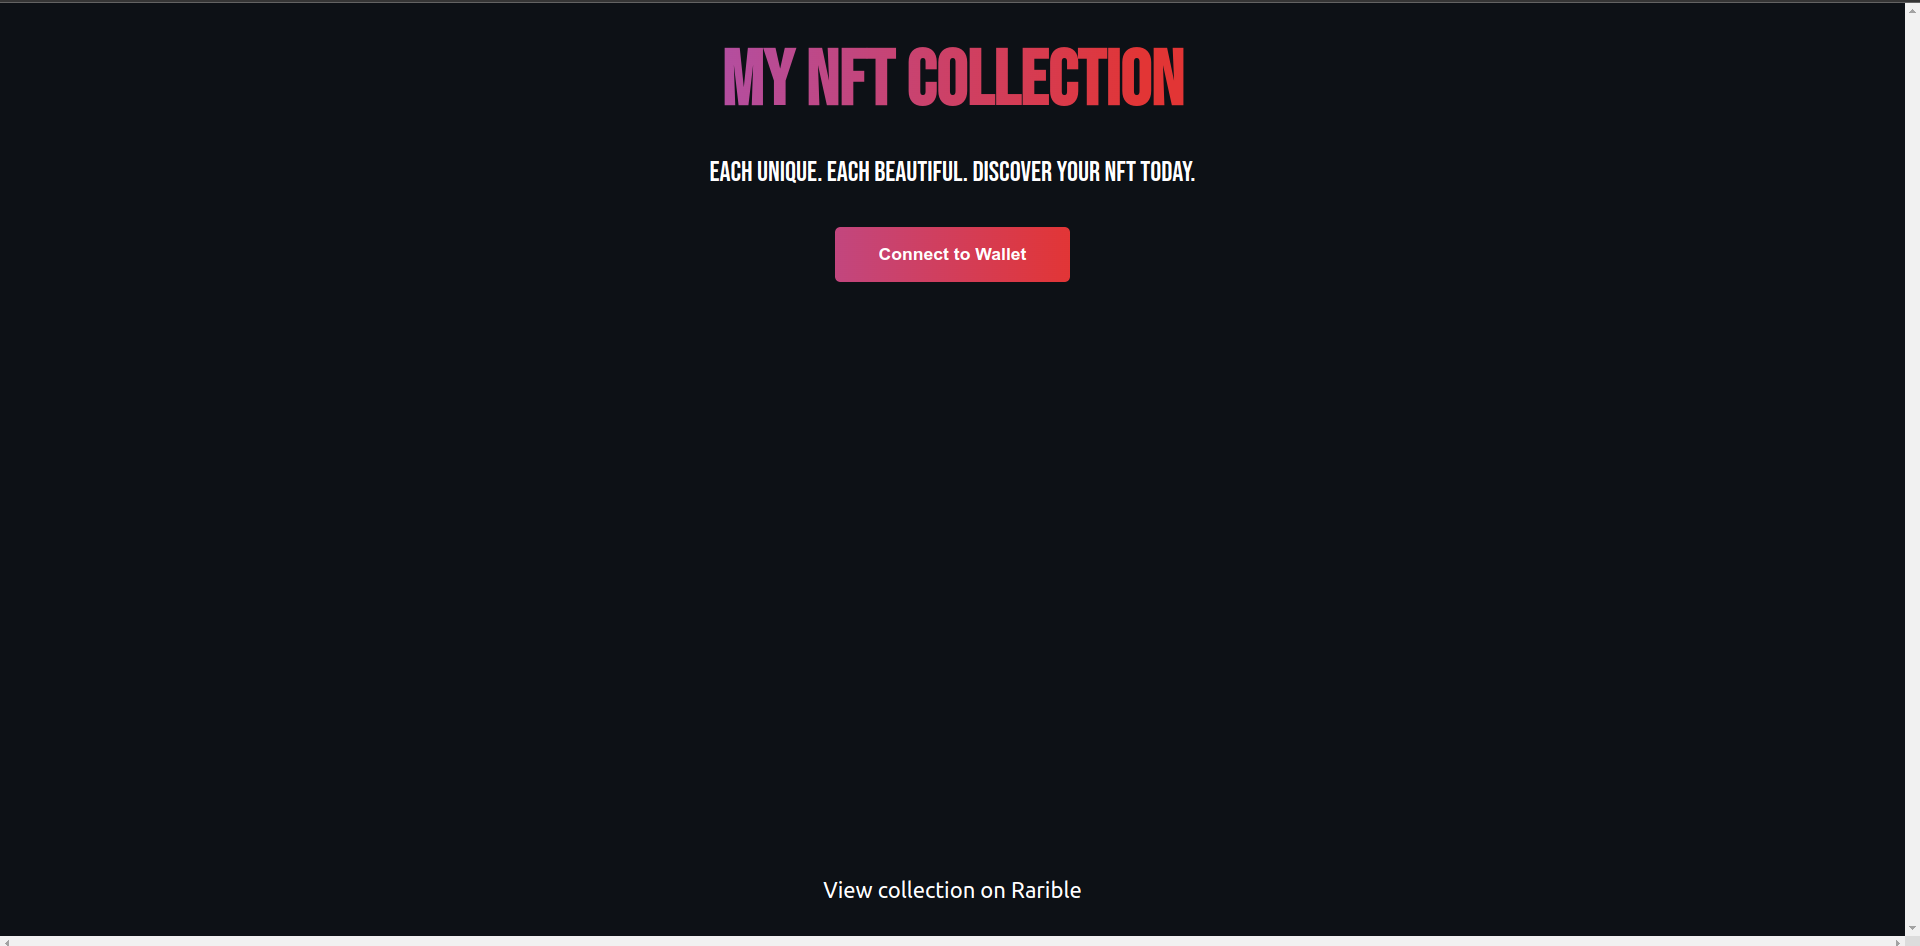 MY NFT COLLECTION
EACH UNIQUE. EACH BEAUTIFUL. DISCOVER YOUR NFT TODAY.
Connect to Wallet
View collection on Rarible